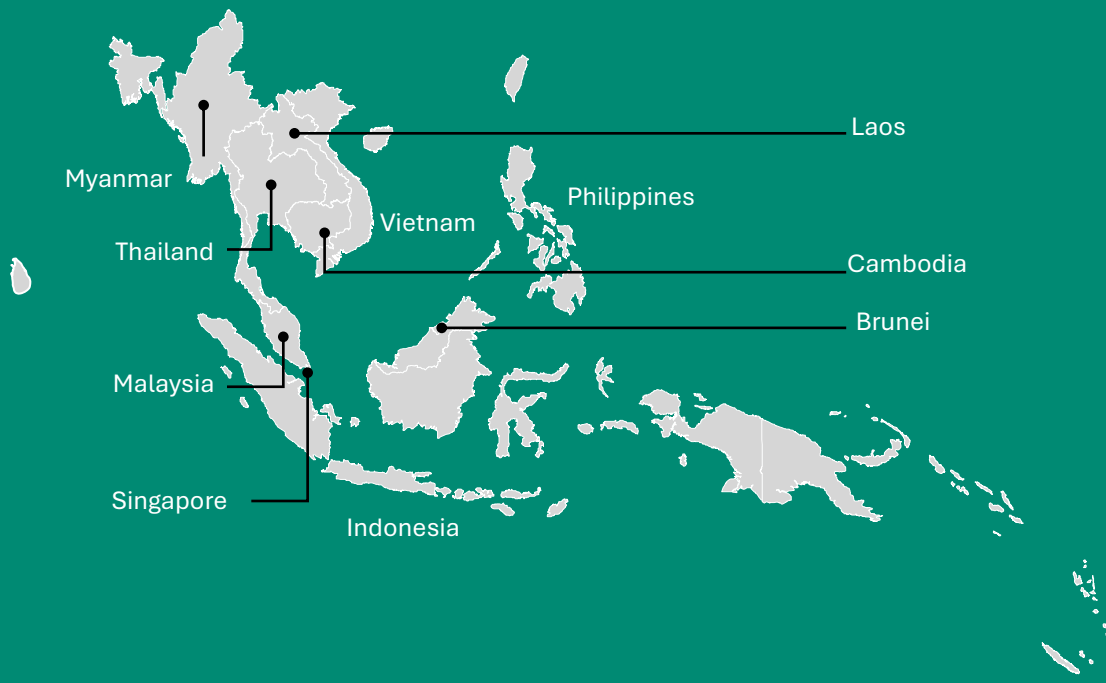 Laos
Myanmar
Philippines
Vietnam
Thailand
Cambodia
Brunei
Malaysia
Singapore
Indonesia